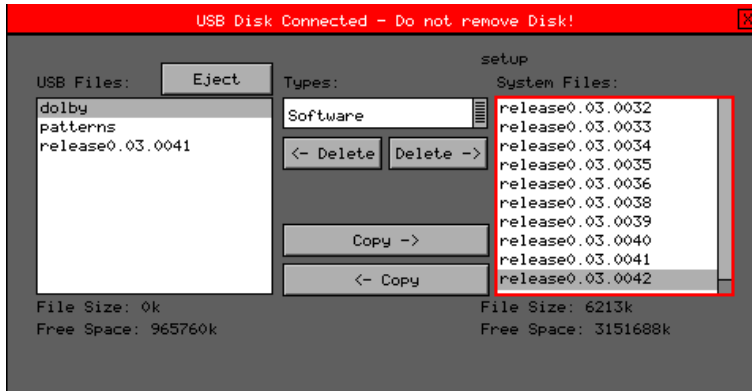 USB Disk Connected - Do not remove Disk!
X
setup
USB Files:
Eject
Types:
System Files:
dolby
patterns
release0.03.0041
Software
<- Delete
Delete ->
Copy ->
<- Copy
release0.03.0032
release0.03.0033
release0.03.0034
release0.03.0035
release0.03.0036
release0.03.0038
release0.03.0039
release0.03.0040
release0.03.0041
release0.03.0042
File Size: 0k
Free Space: 965760k
File Size: 6213k
Free Space: 3151688k